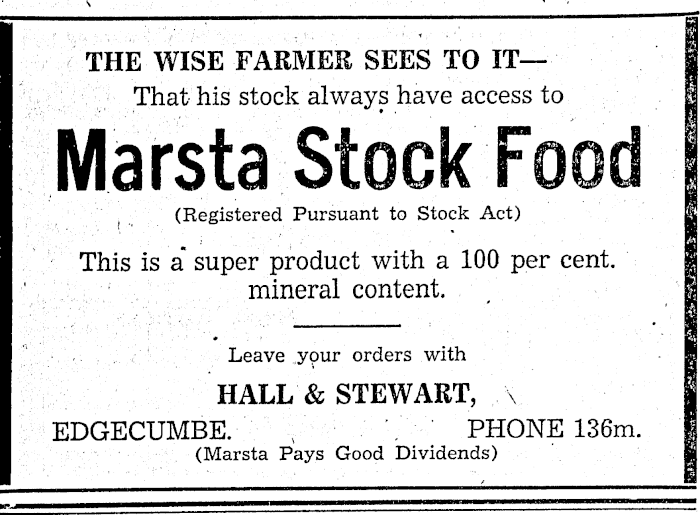 THE WISE FARMER SEES TO IT—
That his stock always have access to
Marsta Stock Food
(Registered Pursuant to Stock Act)
This is a super product with a 100 per cent.
mineral content.
Leave your orders with
HALL & STEWART,
EDGECUMBE. PHONE 136m.
(Marsta Pays Good Dividends)